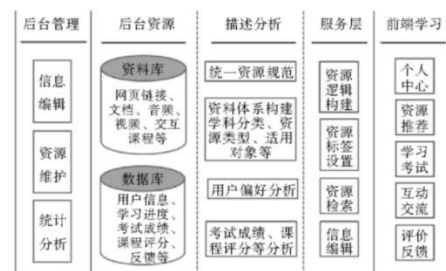 后台管理
后台资源
描述分析
服务层
前端学习
信息
编辑
资源
维护
统计
分析
资料库
网页链接、
文档、音频、
视频、交互
课程等
数据库
用户信息、
学习进度、
考试成绩、
课程评分、
反馈等
统一资源规范
资料体系构建
学科分类、资
源类型、适用
对象等
用户偏好分析
考试成绩、课
程评分等分析
资源
逻辑
构建
资源
标签
设置
资源
检索
信息
编辑
个人
中心
资源
推荐
学习
考试
互动
交流
评价
反馈